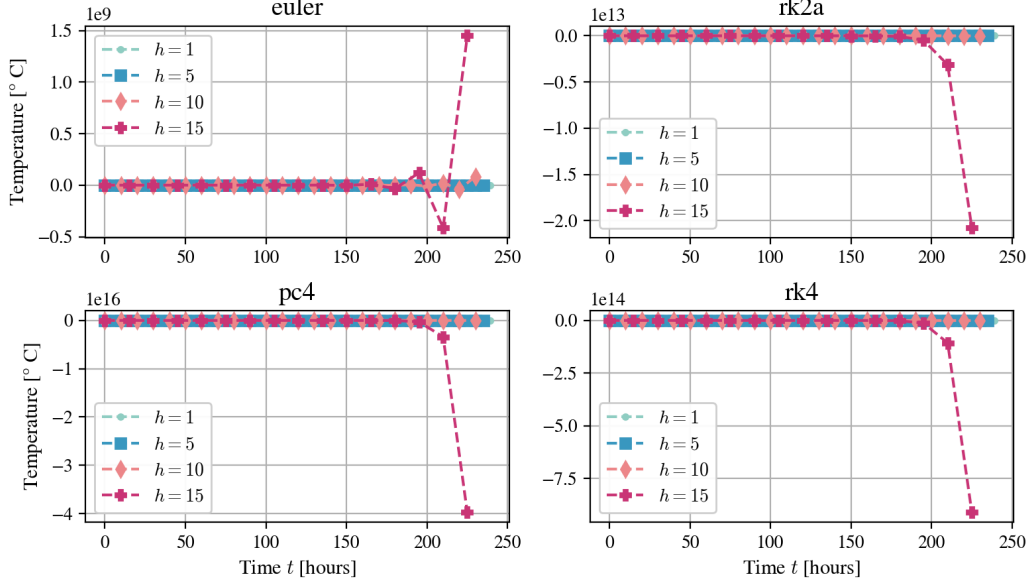 euler
1e9
Temperature [° C]
1.5
1.0
0.5
0.0
−0.5
0 50 100 150 200 250
h = 1
h = 5
h = 10
h = 15
rk2a
1e13
0.0
−0.5
−1.0
−1.5
−2.0
0 50 100 150 200 250
h = 1
h = 5
h = 10
h = 15
pc4
1e16
Temperature [° C]
0
−1
−2
−3
−4
0 50 100 150 200 250
Time t [hours]
h = 1
h = 5
h = 10
h = 15
rk4
1e14
0.0
−2.5
−5.0
−7.5
0 50 100 150 200 250
Time t [hours]
h = 1
h = 5
h = 10
h = 15